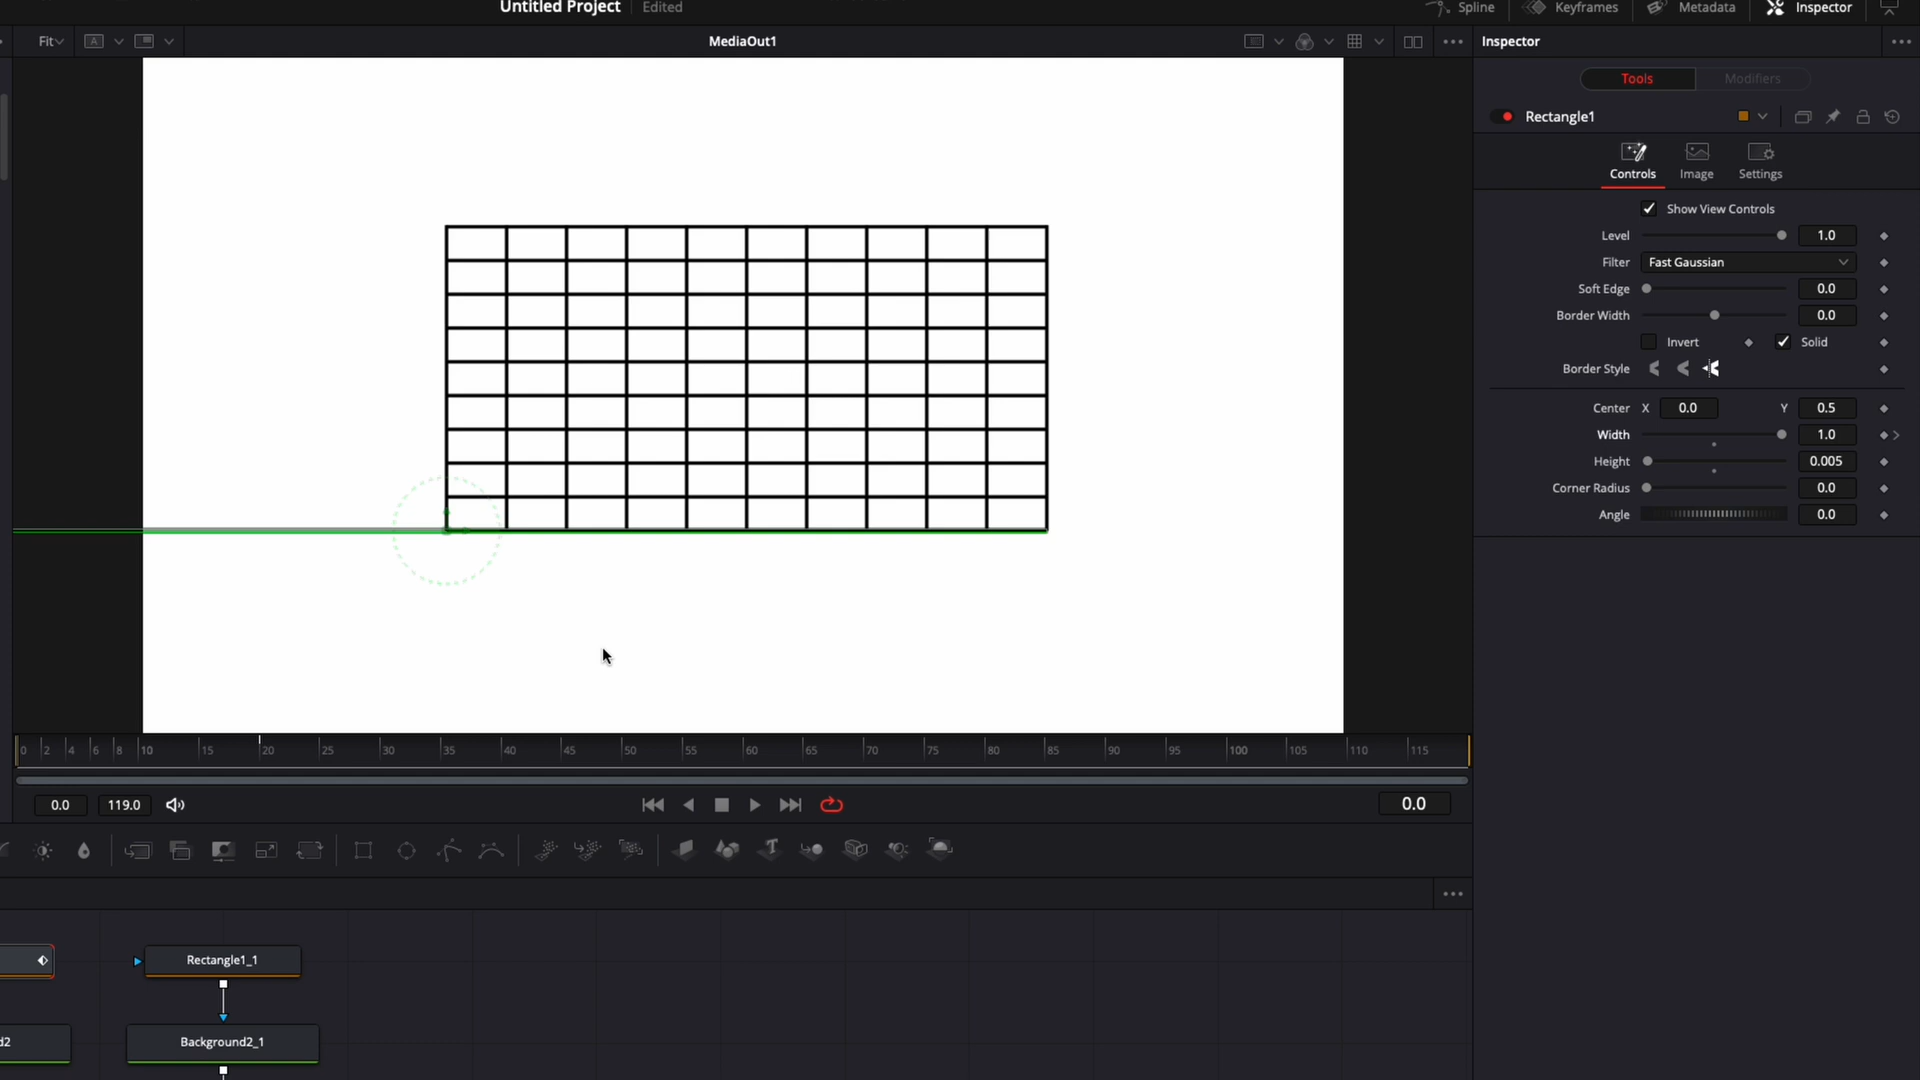 Untitled Project Edited Spline Keyframes Metadata Inspector
Fit A MediaOut1 Inspector
Tools Modifiers
Rectangle1
Controls Image Settings
Show View Controls
Level 1.0
Filter Fast Gaussian
Soft Edge 0.0
Border Width 0.0
Invert Solid
Border Style
Center X 0.0 Y 0.5
Width 1.0
Height 0.005
Corner Radius 0.0
Angle 0.0
0 2 4 6 8 10 15 20 25 30 35 40 45 50 55 60 65 70 75 80 85 90 95 100 105 110 115
0.0 119.0 0.0
Rectangle1_1
d2 Background2_1